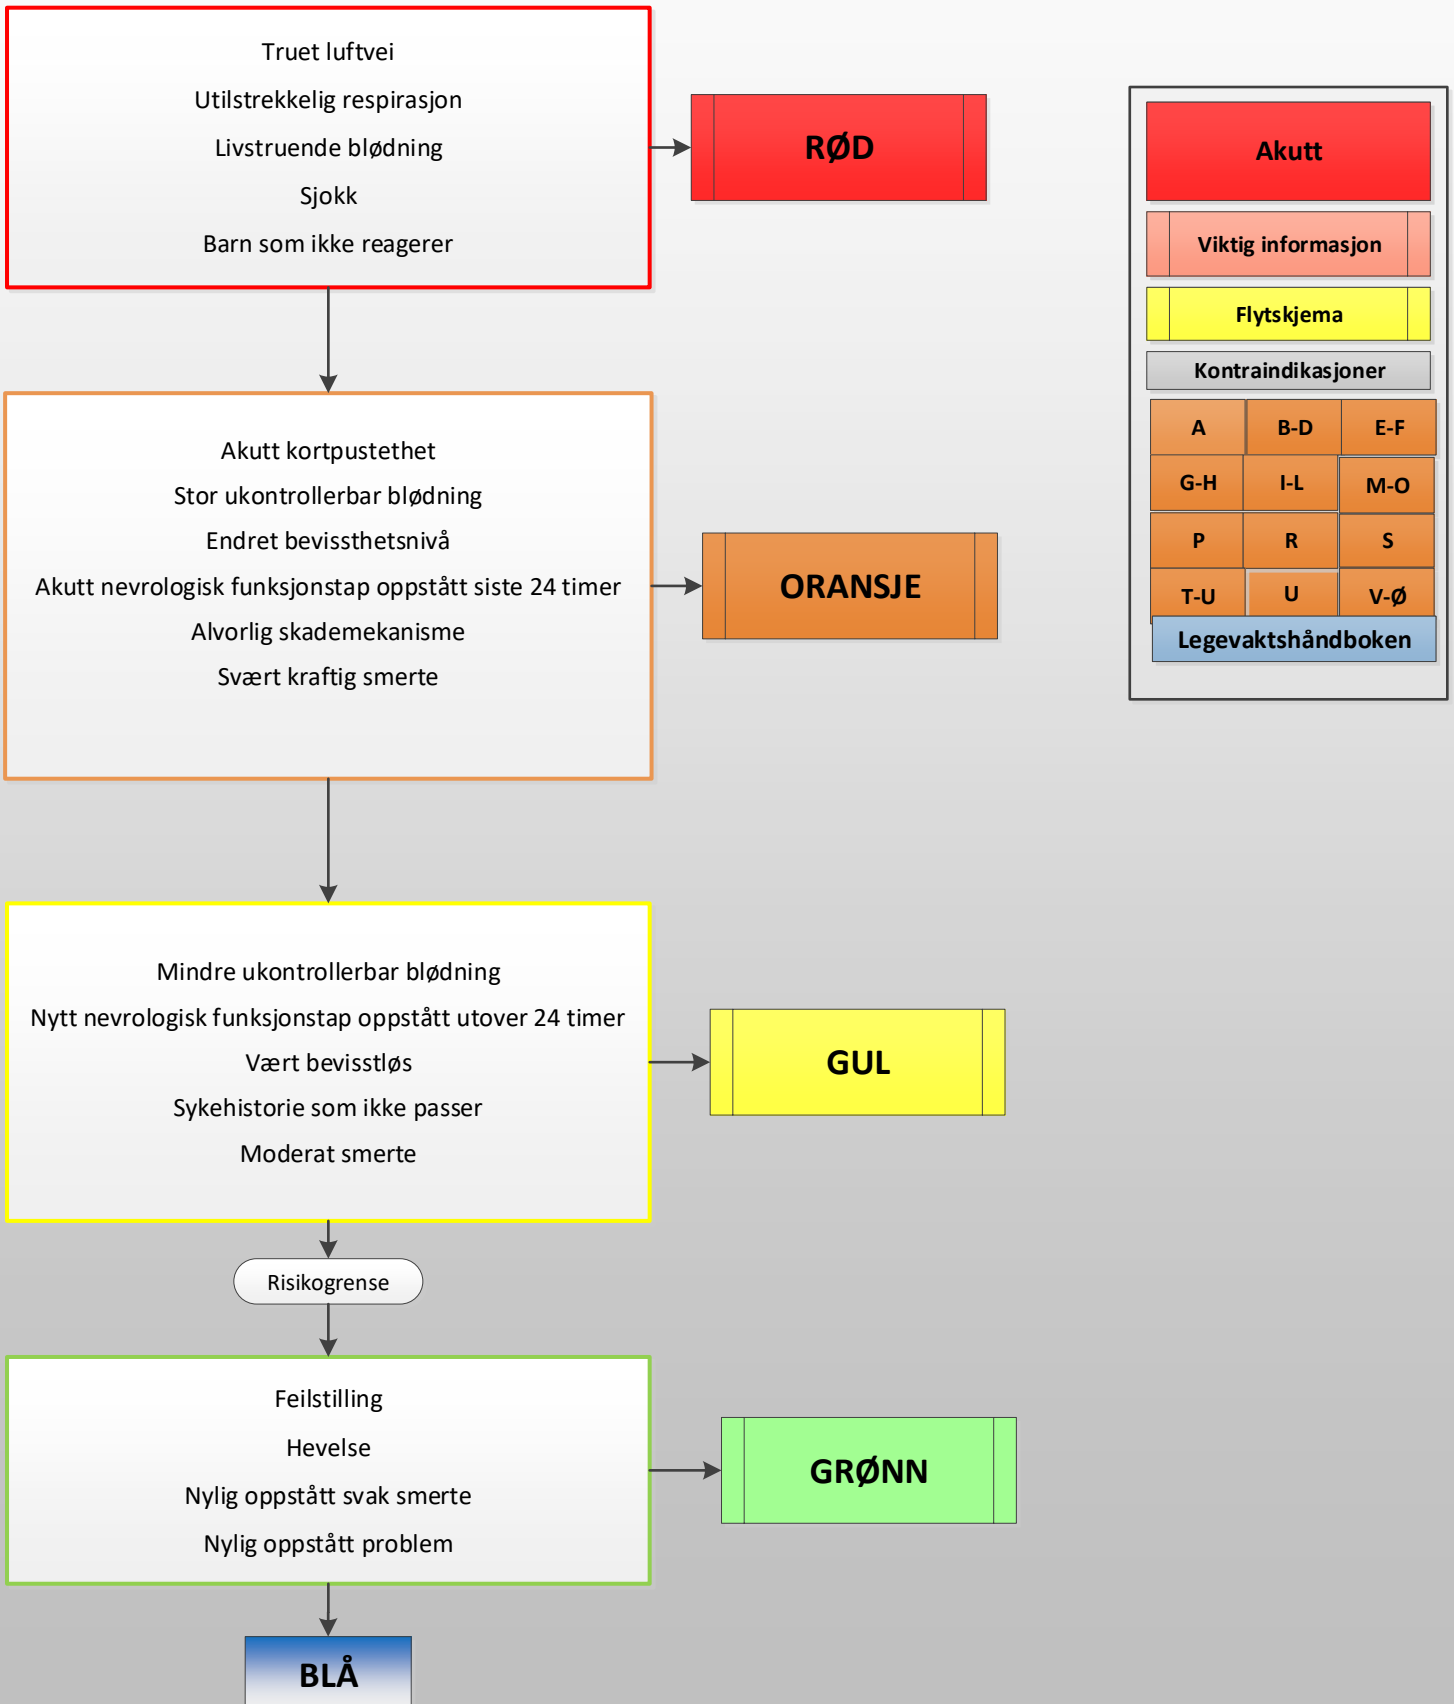 Truet luftvei
Utilstrekkelig respirasjon
Livstruende blødning
Sjokk
Barn som ikke reagerer
RØD
Akutt kortpustethet
Stor ukontrollerbar blødning
Endret bevissthetsnivå
Akutt nevrologisk funksjonstap oppstått siste 24 timer
Alvorlig skademekanisme
Svært kraftig smerte
ORANSJE
Mindre ukontrollerbar blødning
Nytt nevrologisk funksjonstap oppstått utover 24 timer
Vært bevisstløs
Sykehistorie som ikke passer
Moderat smerte
GUL
Risikogrense
Feilstilling
Hevelse
Nylig oppstått svak smerte
Nylig oppstått problem
GRØNN
BLÅ
Akutt
Viktig informasjon
Flytskjema
Kontraindikasjoner
A B-D E-F
G-H I-L M-O
P R S
T-U U V-Ø
Legevaktshåndboken